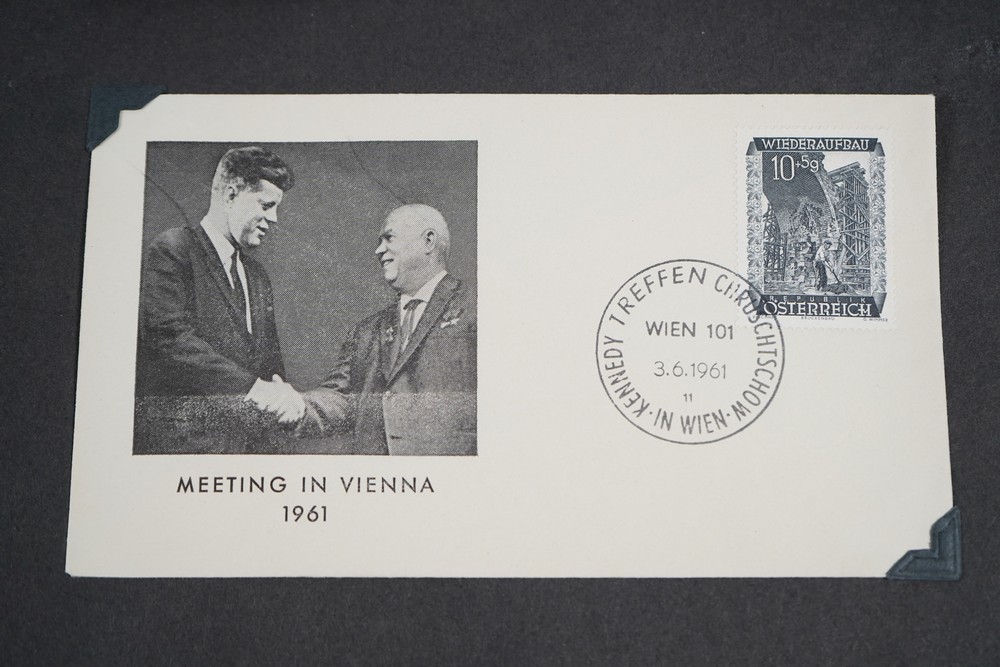 WIEDERAUFBAU
10+5g
REPUBLIK
ÖSTERREICH
BRÜCKENBAU
KENNEDY TREFFEN CHRUSCHTSCHOW
WIEN 101
3.6.1961
11
·IN WIEN·
MEETING IN VIENNA
1961